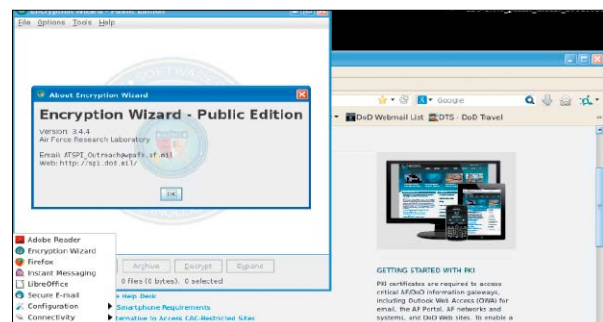 Encryption Wizard - Public Edition
File Options Tools Help
About Encryption Wizard
Encryption Wizard - Public Edition
Version: 3.4.4
Air Force Research Laboratory
Email: ATSPI_Outreach@wpafb.af.mil
Web: http://spi.dod.mil/
OK
Google
DoD Webmail List DTS - DoD Travel
Adobe Reader
Encryption Wizard
Firefox
Instant Messaging
LibreOffice
Secure E-mail
Configuration
Connectivity
Archive Decrypt Expand
0 files (0 bytes). 0 selected
Help Desk
Smartphone Requirements
Alternative to Access CAC-Restricted Sites
GETTING STARTED WITH PKI
PKI certificates are required to access
critical AF/DoD information gateways,
including Outlook Web Access (OWA) for
email, the AF Portal, AF networks and
systems, and DoD Web sites. To enable a